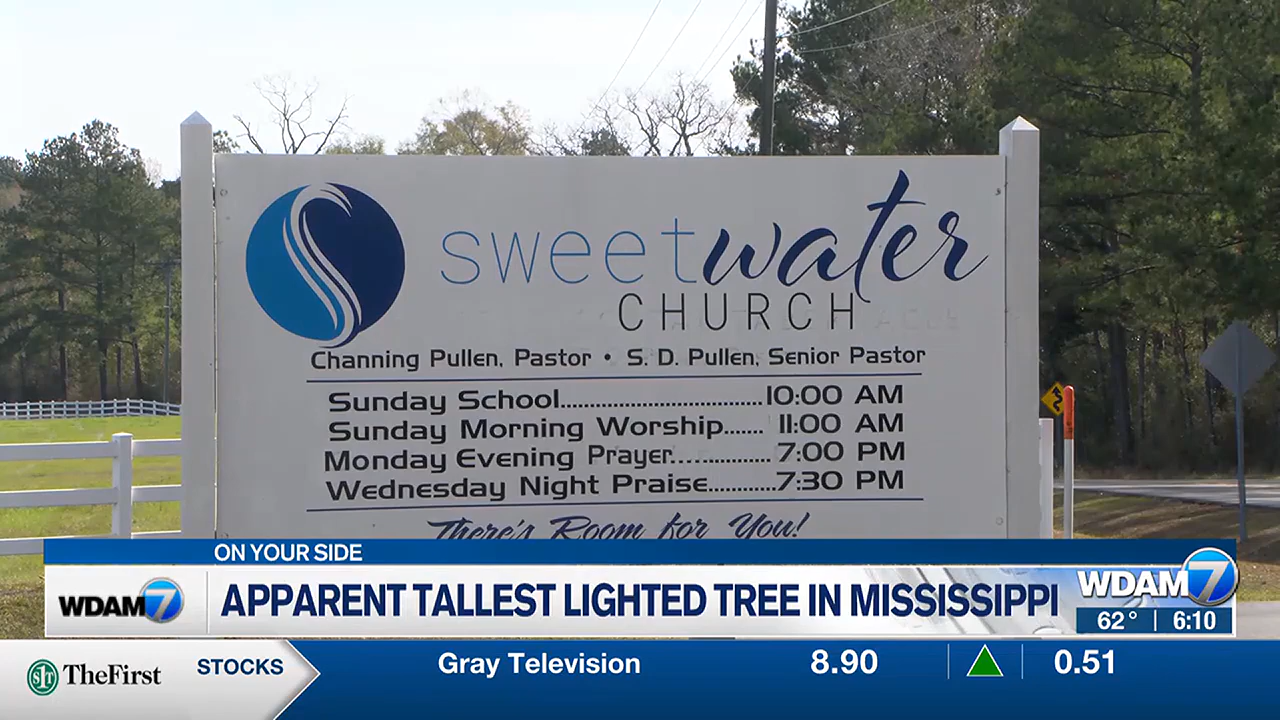 sweetwater
CHURCH
Channing Pullen, Pastor • S. D. Pullen, Senior Pastor
Sunday School..............................10:00 AM
Sunday Morning Worship....... 11:00 AM
Monday Evening Prayer............... 7:00 PM
Wednesday Night Praise..........7:30 PM
There's Room for You!
ON YOUR SIDE
WDAM 7
APPARENT TALLEST LIGHTED TREE IN MISSISSIPPI
WDAM 7
62° | 6:10
1ST TheFirst
STOCKS
Gray Television 8.90 0.51